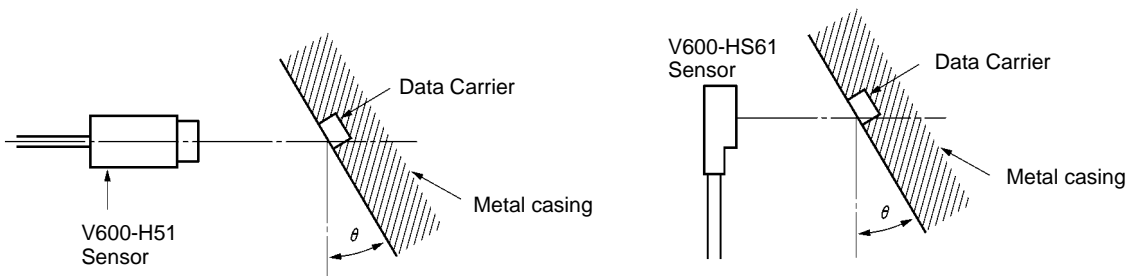 Data Carrier
Metal casing
θ
V600-H51
Sensor
V600-HS61
Sensor
Data Carrier
Metal casing
θ